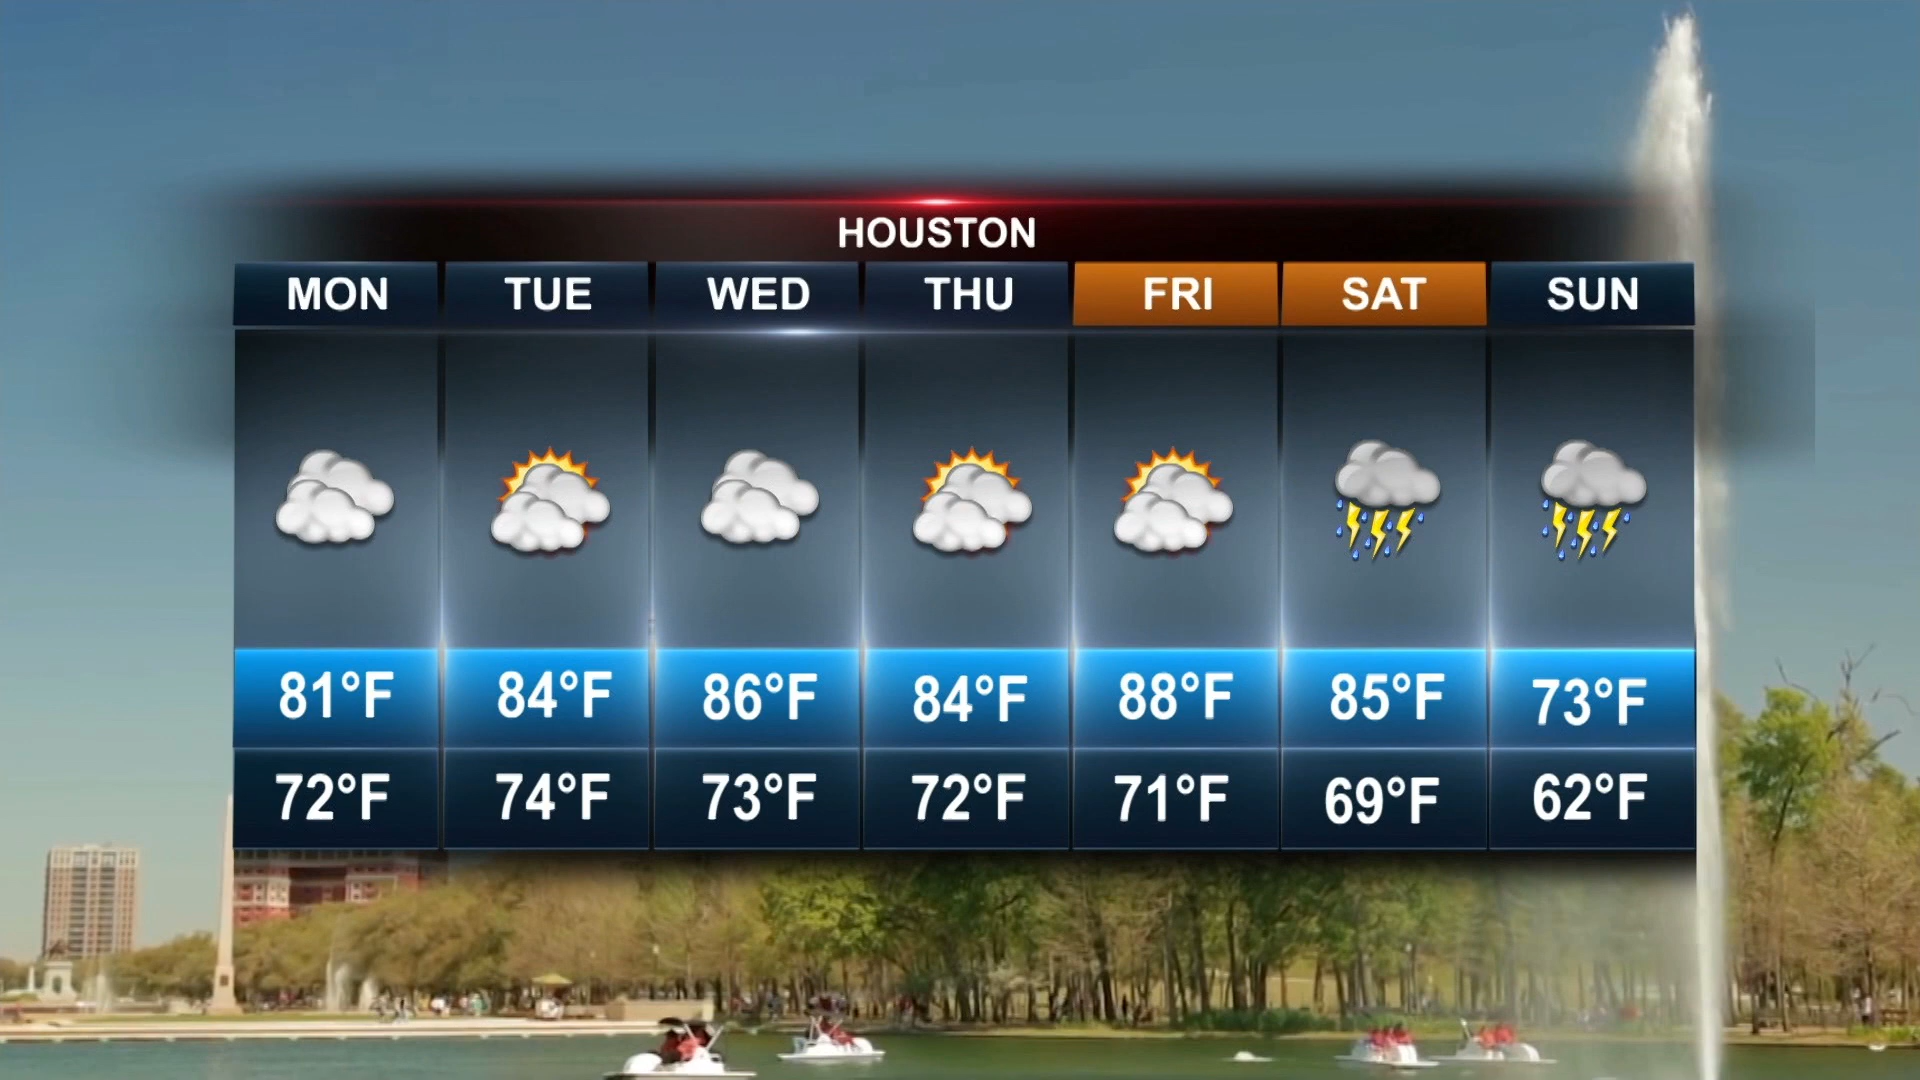 HOUSTON
MON TUE WED THU FRI SAT SUN
81°F 84°F 86°F 84°F 88°F 85°F 73°F
72°F 74°F 73°F 72°F 71°F 69°F 62°F